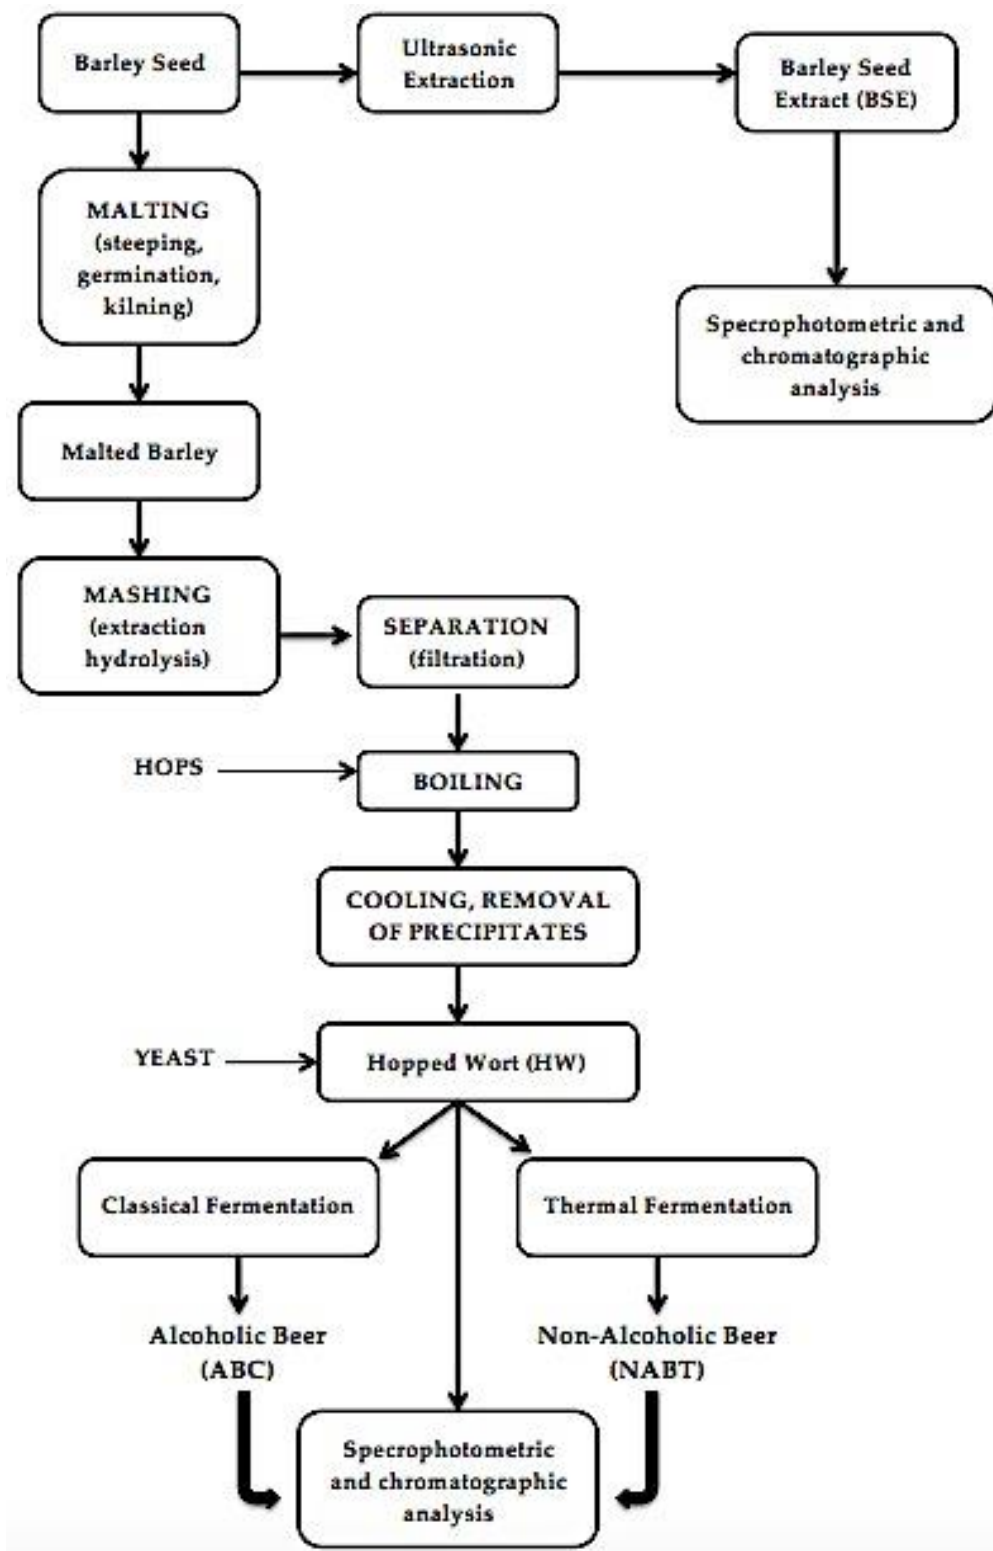 Barley Seed
Ultrasonic
Extraction
Barley Seed
Extract (BSE)
MALTING
(steeping,
germination,
kilning)
Specrophotometric and
chromatographic
analysis
Malted Barley
MASHING
(extraction
hydrolysis)
SEPARATION
(filtration)
HOPS
BOILING
COOLING, REMOVAL
OF PRECIPITATES
YEAST
Hopped Wort (HW)
Classical Fermentation
Thermal Fermentation
Alcoholic Beer
(ABC)
Non-Alcoholic Beer
(NABT)
Specrophotometric
and chromatographic
analysis